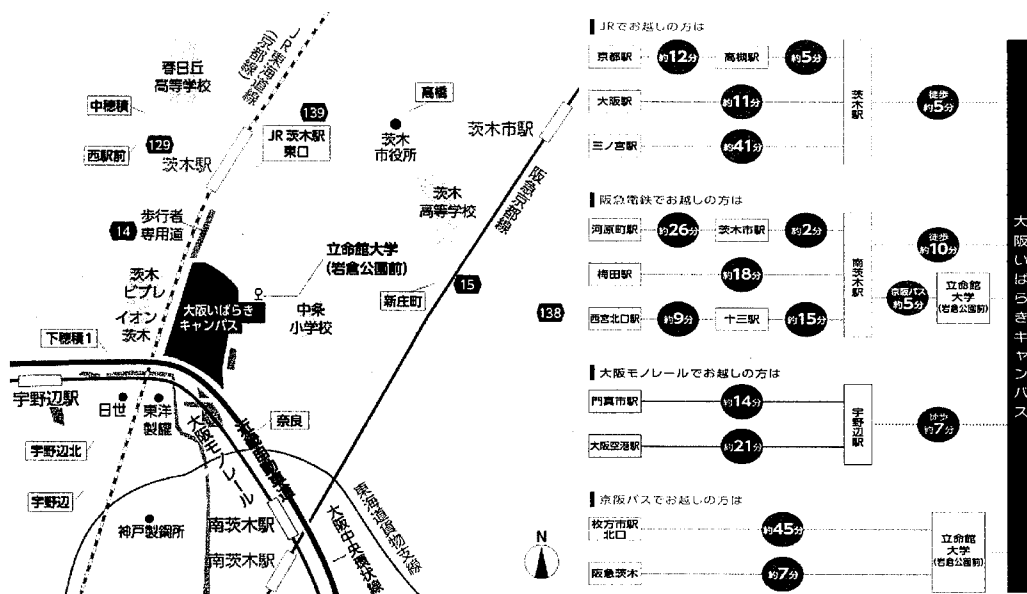 JR東海道線
(京都線)
春日丘
高等学校
中穂積
139
高橋
129
西駅前
茨木駅
JR茨木駅
東口
茨木
市役所
茨木市駅
阪急京都線
茨木
高等学校
14
歩行者
専用道
立命館大学
(岩倉公園前)
茨木
ビブレ
大阪いばらき
キャンパス
イオン
茨木
中条
小学校
新庄町
15
138
下穂積1
宇野辺駅
日世
東洋
製罐
奈良
大阪モノレール
宇野辺北
宇野辺
神戸製鋼所
南茨木駅
南茨木駅
大阪中央環状線
東海道貨物支線
N
JRでお越しの方は
京都駅 約12分 高槻駅 約5分
大阪駅 約11分
三ノ宮駅 約41分
茨木駅
徒歩
約5分
阪急電鉄でお越しの方は
河原町駅 約26分 茨木市駅 約2分
梅田駅 約18分
西宮北口駅 約9分 十三駅 約15分
南茨木駅
徒歩
約10分
京阪バス
約5分
立命館
大学
(岩倉公園前)
大阪モノレールでお越しの方は
門真市駅 約14分
大阪空港駅 約21分
宇野辺駅
徒歩
約7分
京阪バスでお越しの方は
枚方市駅
北口
約45分
阪急茨木 約7分
立命館
大学
(岩倉公園前)
大阪いばらきキャンパス